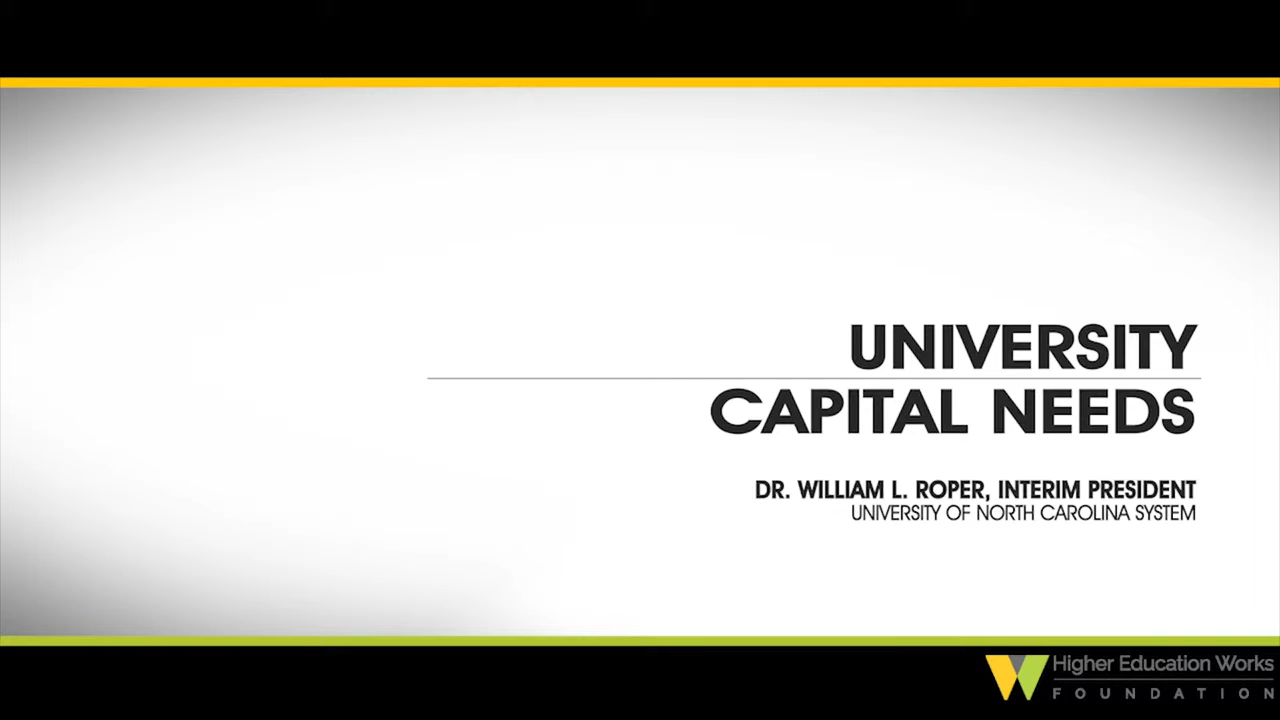 UNIVERSITY
CAPITAL NEEDS
DR. WILLIAM L. ROPER, INTERIM PRESIDENT
UNIVERSITY OF NORTH CAROLINA SYSTEM
Higher Education Works
FOUNDATION